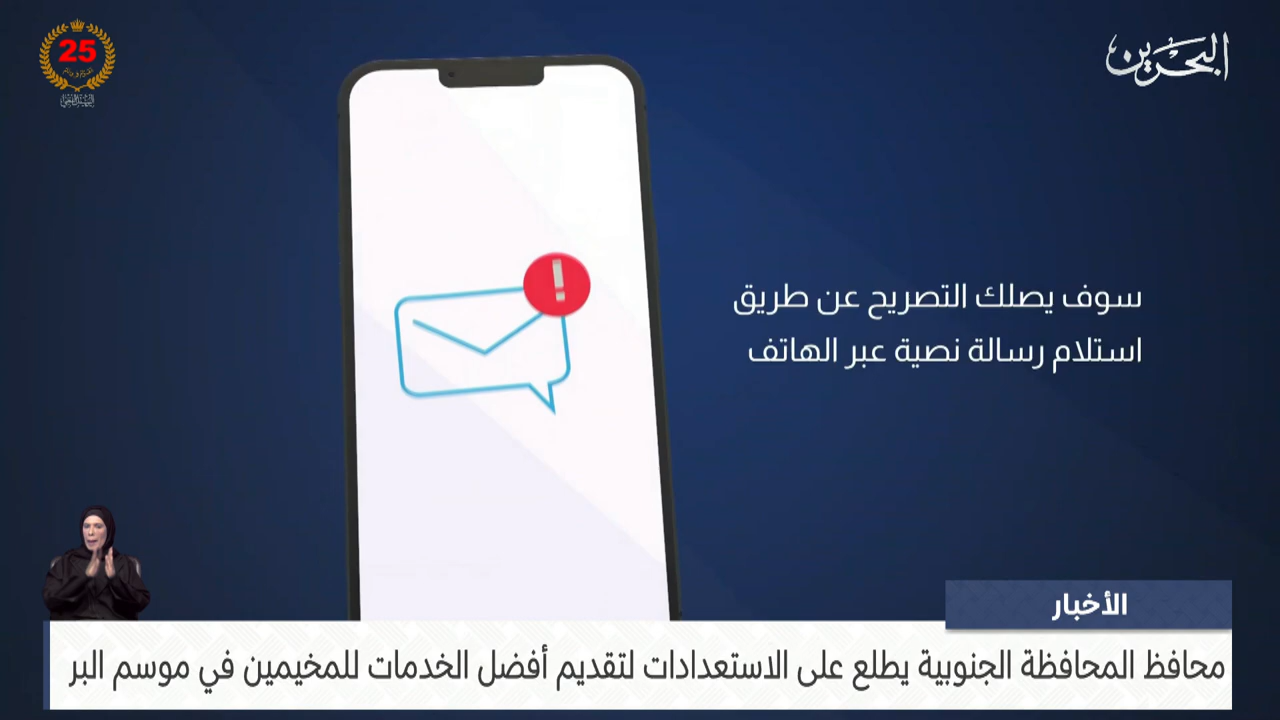 البحرين
25
سوف يصلك التصريح عن طريق
استلام رسالة نصية عبر الهاتف
الأخبار
محافظ المحافظة الجنوبية يطلع على الاستعدادات لتقديم أفضل الخدمات للمخيمين في موسم البر